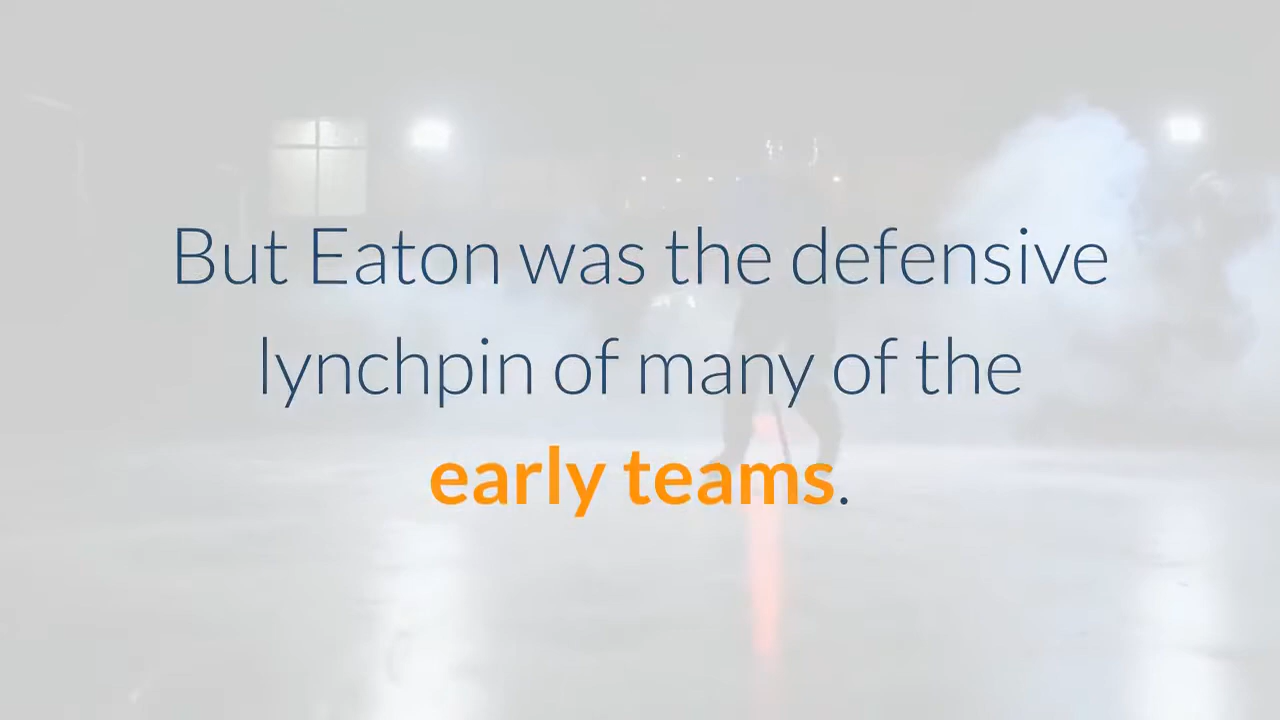 But Eaton was the defensive
lynchpin of many of the
early teams.